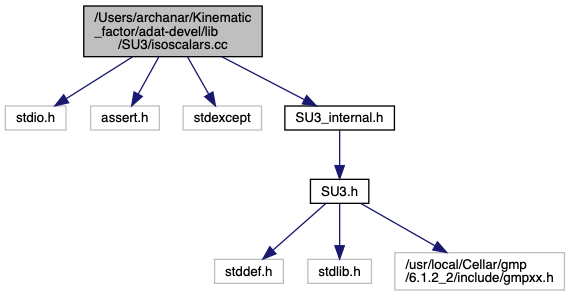 /Users/archanar/Kinematic
_factor/adat-devel/lib
/SU3/isoscalars.cc
stdio.h
assert.h
stdexcept
SU3_internal.h
SU3.h
stddef.h
stdlib.h
/usr/local/Cellar/gmp
/6.1.2_2/include/gmpxx.h